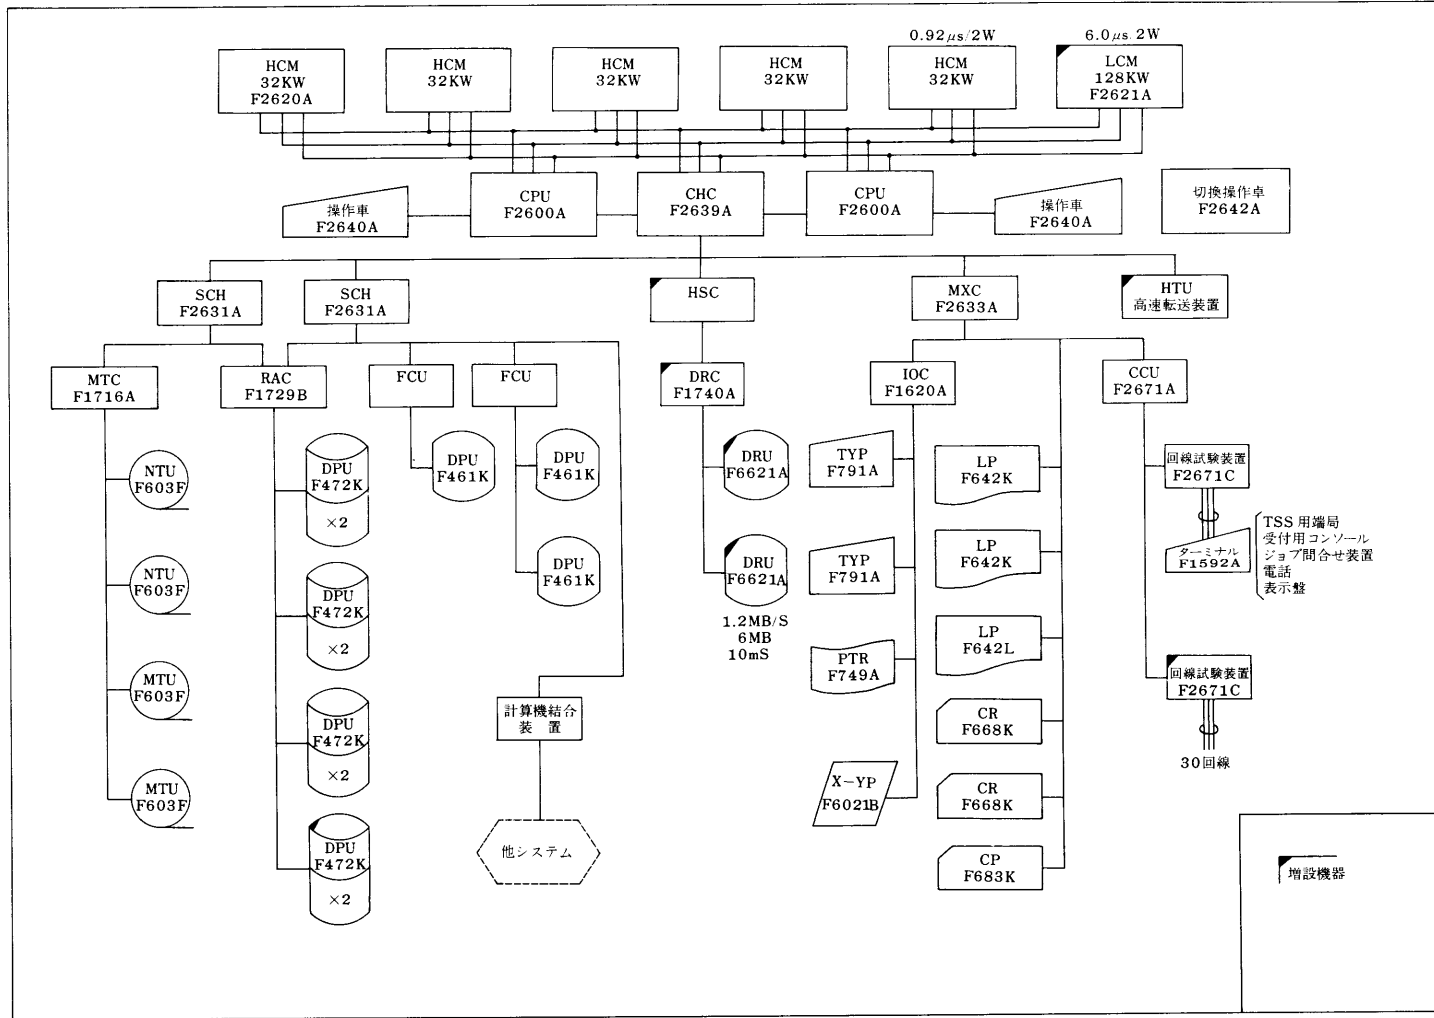 0.92μs/2W
6.0μs/2W
HCM
32KW
F2620A
HCM
32KW
HCM
32KW
HCM
32KW
HCM
32KW
LCM
128KW
F2621A
操作車
F2640A
CPU
F2600A
CHC
F2639A
CPU
F2600A
操作車
F2640A
切換操作卓
F2642A
SCH
F2631A
SCH
F2631A
HSC
MXC
F2633A
HTU
高速転送装置
MTC
F1716A
RAC
F1729B
FCU
FCU
DRC
F1740A
IOC
F1620A
CCU
F2671A
NTU
F603F
NTU
F603F
MTU
F603F
MTU
F603F
DPU
F472K
×2
DPU
F472K
×2
DPU
F472K
×2
DPU
F472K
×2
DPU
F461K
DPU
F461K
DPU
F461K
計算機結合
装 置
他システム
DRU
F6621A
DRU
F6621A
1.2MB/S
6MB
10mS
TYP
F791A
TYP
F791A
PTR
F749A
X-YP
F6021B
LP
F642K
LP
F642K
LP
F642L
CR
F668K
CR
F668K
CP
F683K
回線試験装置
F2671C
ターミナル
F1592A
TSS用端局
受付用コンソール
ジョブ問合せ装置
電話
表示盤
回線試験装置
F2671C
30回線
増設機器